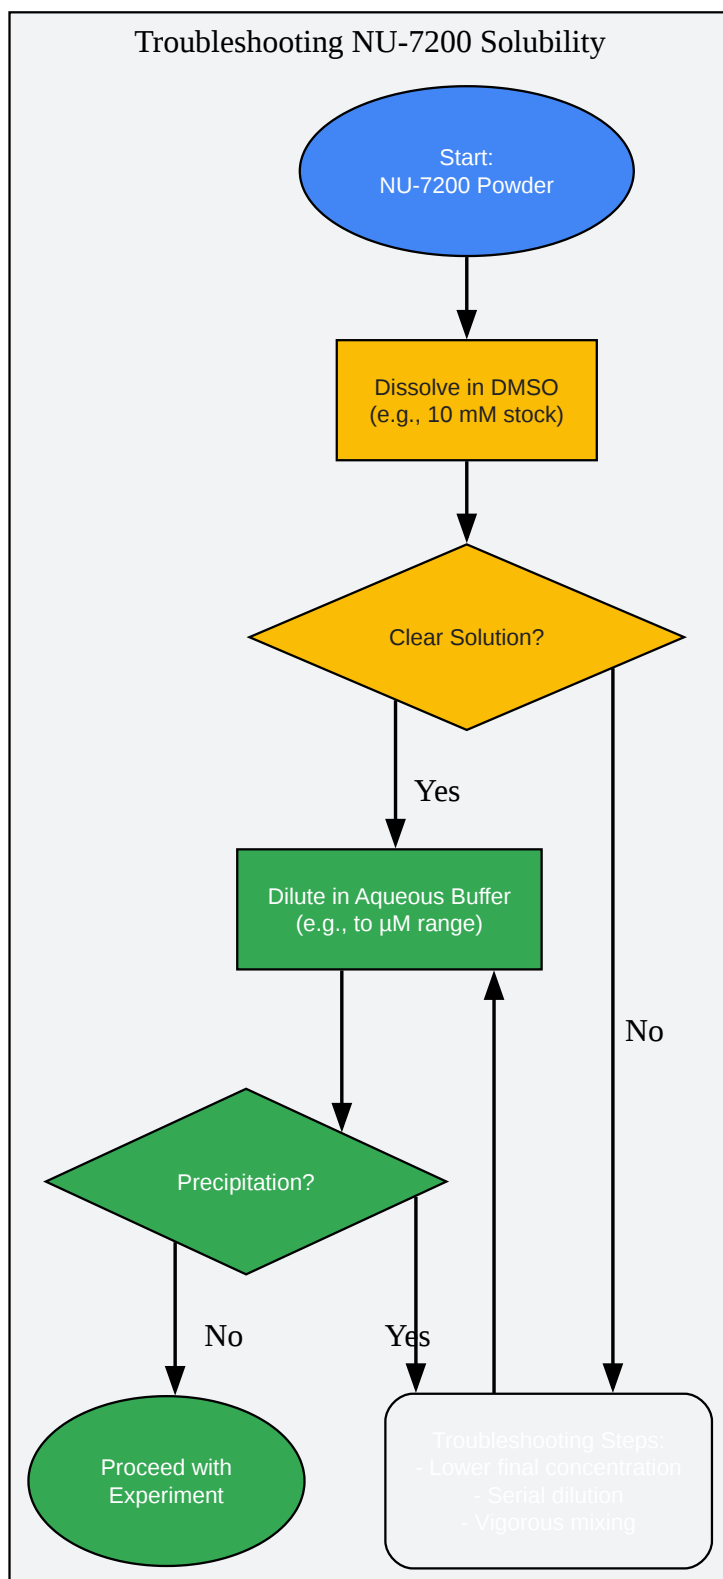 Troubleshooting NU-7200 Solubility
Start:
NU-7200 Powder
Dissolve in DMSO
(e.g., 10 mM stock)
Clear Solution?
Yes
Dilute in Aqueous Buffer
(e.g., to µM range)
No
Precipitation?
No
Yes
Proceed with
Experiment
Troubleshooting Steps:
- Lower final concentration
- Serial dilution
- Vigorous mixing